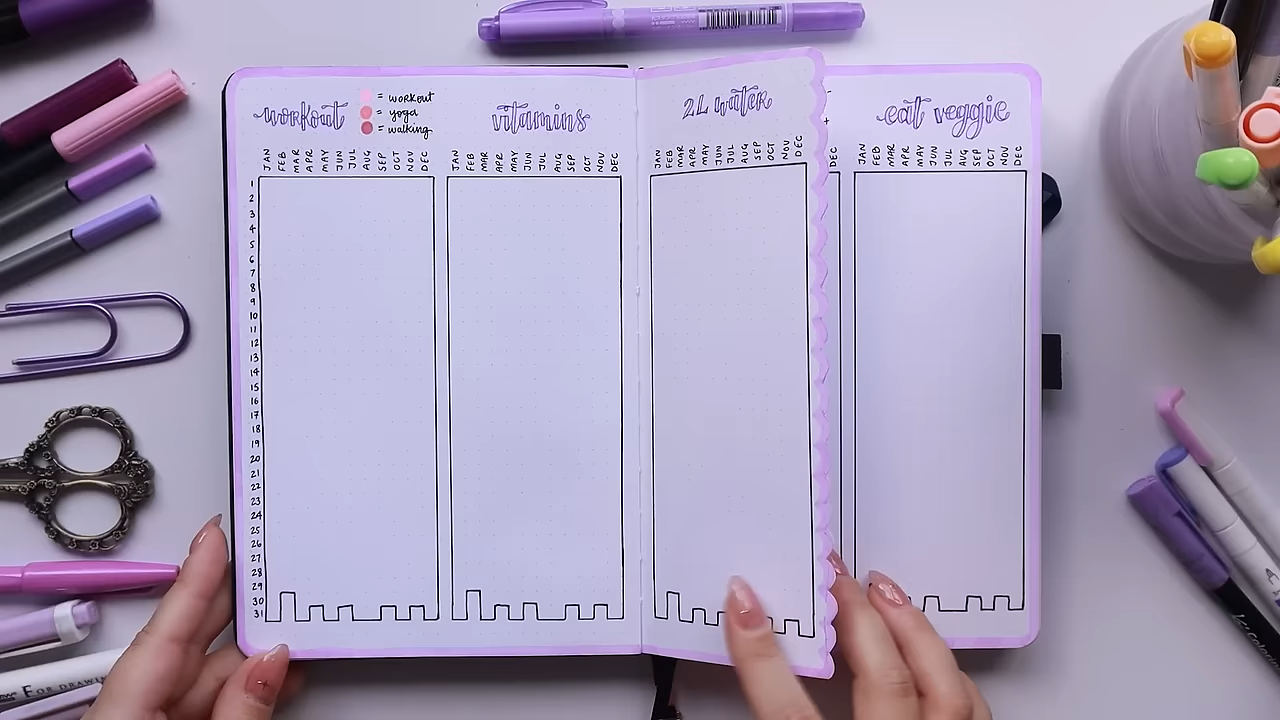 workout
= workout
= yoga
= walking
vitamins
2L water
eat veggie
JAN FEB MAR APR MAY JUN JUL AUG SEP OCT NOV DEC
JAN FEB MAR APR MAY JUN JUL AUG SEP OCT NOV DEC
JAN FEB MAR APR MAY JUN JUL AUG SEP OCT NOV DEC
DEC
JAN FEB MAR APR MAY JUN JUL AUG SEP OCT NOV DEC
1
2
3
4
5
6
7
8
9
10
11
12
13
14
15
16
17
18
19
20
21
22
23
24
25
26
27
28
29
30
31
FOR DRAWING